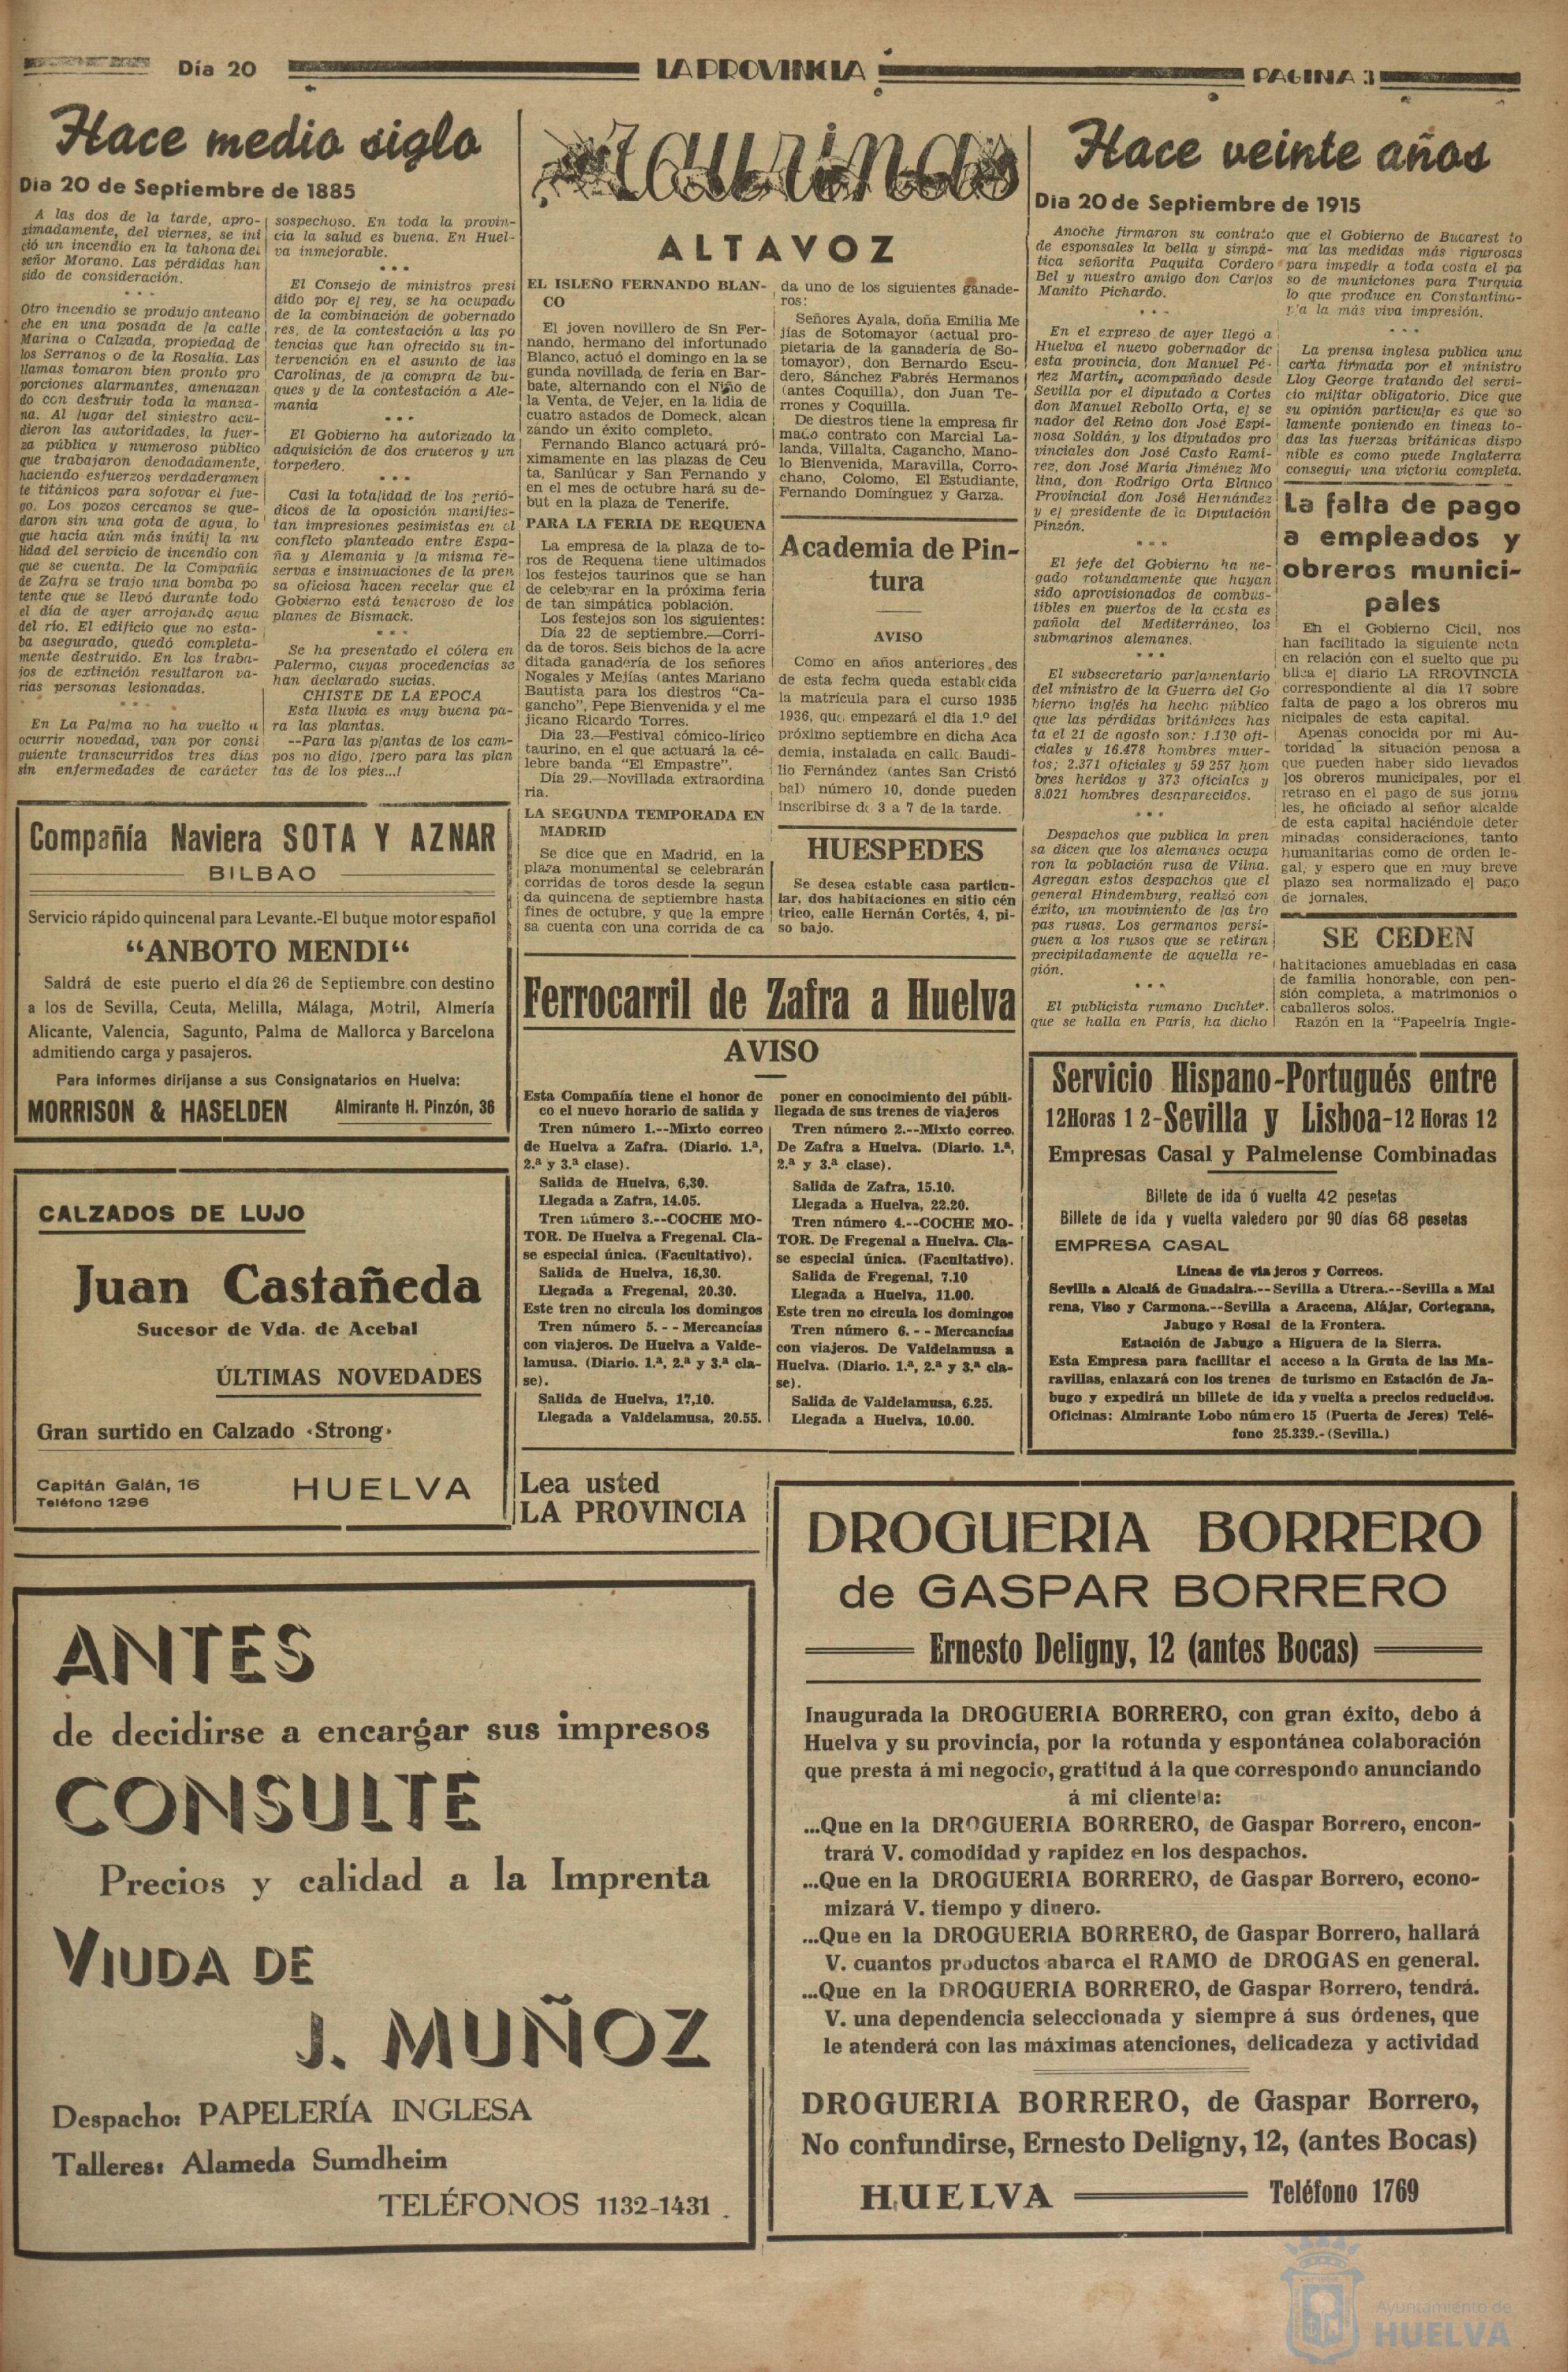 Día 20
LA PROVINCIA
PAGINA 3
Hace medio siglo
Dia 20 de Septiembre de 1885
A las dos de la tarde, apro-
ximadamente, del viernes, se ini
ció un incendio en la tahona del
señor Morano. Las pérdidas han
sido de consideración.
* * *
Otro incendio se produjo anteano
che en una posada de la calle
Marina o Calzada, propiedad de
los Serranos o de la Rosalía. Las
llamas tomaron bien pronto pro
porciones alarmantes, amenazan
do con destruir toda la manza-
na. Al lugar del siniestro acu-
dieron las autoridades, la fuer-
za pública y numeroso público
que trabajaron denodadamente,
haciendo esfuerzos verdaderamen
te titánicos para sofovar el fue-
go. Los pozos cercanos se que-
daron sin una gota de agua, lo
que hacia aún más inútil la nu
lidad del servicio de incendio con
que se cuenta. De la Compañía
de Zafra se trajo una bomba po
tente que se llevó durante todo
el día de ayer arrojando agua
del río. El edificio que no esta-
ba asegurado, quedó completa-
mente destruido. En los traba-
jos de extinción resultaron va-
rias personas lesionadas.
* * *
En La Palma no ha vuelto a
ocurrir novedad, van por consi
guiente transcurridos tres días
sin enfermedades de carácter
sospechoso. En toda la provin-
cia la salud es buena. En Huel-
va inmejorable.
* * *
El Consejo de ministros presi
dido por el rey, se ha ocupado
de la combinación de gobernado
res, de la contestación a las po
tencias que han ofrecido su in-
tervención en el asunto de las
Carolinas, de la compra de bu-
ques y de la contestación a Ale-
mania
* * *
El Gobierno ha autorizado la
adquisición de dos cruceros y un
torpedero.
* * *
Casi la totalidad de los perió-
dicos de la oposición manifies-
tan impresiones pesimistas en el
conflcto planteado entre Espa-
ña y Alemania y la misma re-
servas e insinuaciones de la pren
sa oficiosa hacen recelar que el
Gobierno está temeroso de los
planes de Bismack.
* * *
Se ha presentado el cólera en
Palermo, cuyas procedencias se
han declarado sucias.
CHISTE DE LA EPOCA
Esta lluvia es muy buena pa-
ra las plantas.
--Para las plantas de los cam-
pos no digo, ¡pero para las plan
tas de los pies...!
Compañía Naviera SOTA Y AZNAR
BILBAO
Servicio rápido quincenal para Levante.-El buque motor español
"ANBOTO MENDI"
Saldrá de este puerto el día 26 de Septiembre con destino
a los de Sevilla, Ceuta, Melilla, Málaga, Motril, Almería
Alicante, Valencia, Sagunto, Palma de Mallorca y Barcelona
admitiendo carga y pasajeros.
Para informes dirijanse a sus Consignatarios en Huelva:
MORRISON & HASELDEN Almirante H. Pinzón, 36
CALZADOS DE LUJO
Juan Castañeda
Sucesor de Vda. de Acebal
ÚLTIMAS NOVEDADES
Gran surtido en Calzado «Strong»
Capitán Galán, 16
Teléfono 1296
HUELVA
Taurinas
ALTAVOZ
EL ISLEÑO FERNANDO BLAN-
CO
El joven novillero de Sn Fer-
nando, hermano del infortunado
Blanco, actuó el domingo en la se
gunda novillada de feria en Bar-
bate, alternando con el Niño de
la Venta, de Vejer, en la lidia de
cuatro astados de Domeck, alcan
zando un éxito completo.
Fernando Blanco actuará pró-
ximamente en las plazas de Ceu
ta, Sanlúcar y San Fernando y
en el mes de octubre hará su de-
but en la plaza de Tenerife.
PARA LA FERIA DE REQUENA
La empresa de la plaza de to-
ros de Requena tiene ultimados
los festejos taurinos que se han
de celebrar en la próxima feria
de tan simpática población.
Los festejos son los siguientes:
Día 22 de septiembre.—Corri-
da de toros. Seis bichos de la acre
ditada ganadería de los señores
Nogales y Mejías (antes Mariano
Bautista para los diestros "Ca-
gancho", Pepe Bienvenida y el me
jicano Ricardo Torres.
Día 23.—Festival cómico-lírico
taurino, en el que actuará la cé-
lebre banda "El Empastre".
Día 29.—Novillada extraordina
ria.
LA SEGUNDA TEMPORADA EN
MADRID
Se dice que en Madrid, en la
plaza monumental se celebrarán
corridas de toros desde la segun
da quincena de septiembre hasta
fines de octubre, y que la empre
sa cuenta con una corrida de ca
da uno de los siguientes ganade-
ros:
Señores Ayala, doña Emilia Me
jías de Sotomayor (actual pro-
pietaria de la ganadería de So-
tomayor), don Bernardo Escu-
dero, Sánchez Fabrés Hermanos
(antes Coquilla), don Juan Te-
rrones y Coquilla.
De diestros tiene la empresa fir
mado contrato con Marcial La-
landa, Villalta, Cagancho, Mano-
lo Bienvenida, Maravilla, Corro-
chano, Colomo, El Estudiante,
Fernando Domínguez y Garza.
Academia de Pin-
tura
AVISO
Como en años anteriores, des
de esta fecha queda establecida
la matrícula para el curso 1935
1936, que empezará el dia 1.º del
próximo septiembre en dicha Aca
demia, instalada en calle Baudi-
lio Fernández (antes San Cristó
bal) número 10, donde pueden
inscribirse de 3 a 7 de la tarde.
HUESPEDES
Se desea estable casa particu-
lar, dos habitaciones en sitio cén
trico, calle Hernán Cortés, 4, pi-
so bajo.
Ferrocarril de Zafra a Huelva
AVISO
Esta Compañía tiene el honor de poner en conocimiento del públi-
co el nuevo horario de salida y llegada de sus trenes de viajeros
Tren número 1.--Mixto correo
de Huelva a Zafra. (Diario. 1.ª,
2.ª y 3.ª clase).
Salida de Huelva, 6,30.
Llegada a Zafra, 14.05.
Tren número 3.--COCHE MO-
TOR. De Huelva a Fregenal. Cla-
se especial única. (Facultativo).
Salida de Huelva, 16,30.
Llegada a Fregenal, 20.30.
Este tren no circula los domingos
Tren número 5. - - Mercancías
con viajeros. De Huelva a Valde-
lamusa. (Diario. 1.ª, 2.ª y 3.ª cla-
se).
Salida de Huelva, 17,10.
Llegada a Valdelamusa, 20.55.
Tren número 2.--Mixto correo.
De Zafra a Huelva. (Diario. 1.ª,
2.ª y 3.ª clase).
Salida de Zafra, 15.10.
Llegada a Huelva, 22.20.
Tren número 4.--COCHE MO-
TOR. De Fregenal a Huelva. Cla-
se especial única. (Facultativo).
Salida de Fregenal, 7.10
Llegada a Huelva, 11.00.
Este tren no circula los domingos
Tren número 6. - - Mercancías
con viajeros. De Valdelamusa a
Huelva. (Diario. 1.ª, 2.ª y 3.ª cla-
se).
Salida de Valdelamusa, 6.25.
Llegada a Huelva, 10.00.
Lea usted
LA PROVINCIA
Hace veinte años
Dia 20 de Septiembre de 1915
Anoche firmaron su contrato
de esponsales la bella y simpá-
tica señorita Paquita Cordero
Bel y nuestro amigo don Carlos
Manito Pichardo.
* * *
En el expreso de ayer llegó a
Huelva el nuevo gobernador de
esta provincia, don Manuel Pé-
rez Martín, acompañado desde
Sevilla por el diputado a Cortes
don Manuel Rebollo Orta, el se
nador del Reino don José Espi-
nosa Soldán, y los diputados pro
vinciales don José Casto Ramí-
rez, don José María Jiménez Mo
lina, don Rodrigo Orta Blanco
Provincial don José Hernández
y el presidente de la Diputación
Pinzón.
* * *
El jefe del Gobierno ha ne-
gado rotundamente que hayan
sido aprovisionados de combus-
tibles en puertos de la costa es
pañola del Mediterráneo, los
submarinos alemanes.
* * *
El subsecretario parlamentario
del ministro de la Guerra del Go
bierno inglés ha hecho público
que las pérdidas británicas has
ta el 21 de agosto son: 1.130 ofi-
ciales y 16.478 hombres muer-
tos; 2.371 oficiales y 59 257 hom
bres heridos y 373 oficiales y
8.021 hombres desaparecidos.
* * *
Despachos que publica la pren
sa dicen que los alemanes ocupa
ron la población rusa de Vilna.
Agregan estos despachos que el
general Hindemburg, realizó con
éxito, un movimiento de las tro
pas rusas. Los germanos persi-
guen a los rusos que se retiran
precipitadamente de aquella re-
gión.
* * *
El publicista rumano Dichter.
que se halla en París, ha dicho
que el Gobierno de Bucarest to
ma las medidas más rigurosas
para impedir a toda costa el pa
so de municiones para Turquia
lo que produce en Constantino-
pla la más viva impresión.
* * *
La prensa inglesa publica una
carta firmada por el ministro
Lloy George tratando del servi-
cio militar obligatorio. Dice que
su opinión particular es que so
lamente poniendo en tineas to-
das las fuerzas británicas dispo
nible es como puede Inglaterra
conseguir una victoria completa.
La falta de pago
a empleados y
obreros munici-
pales
En el Gobierno Cicil, nos
han facilitado la siguiente nota
en relación con el suelto que pu
blica el diario LA RROVINCIA
correspondiente al día 17 sobre
falta de pago a los obreros mu
nicipales de esta capital.
Apenas conocida por mi Au-
toridad la situación penosa a
que pueden haber sido llevados
los obreros municipales, por el
retraso en el pago de sus jorna
les, he oficiado al señor alcalde
de esta capital haciéndole deter
minadas consideraciones, tanto
humanitarias como de orden le-
gal, y espero que en muy breve
plazo sea normalizado el pago
de jornales.
SE CEDEN
habitaciones amuebladas en casa
de familia honorable, con pen-
sión completa, a matrimonios o
caballeros solos.
Razón en la "Papeelría Ingle-
Servicio Hispano-Portugués entre
12Horas 1 2-Sevilla y Lisboa-12 Horas 12
Empresas Casal y Palmelense Combinadas
Billete de ida ó vuelta 42 pesetas
Billete de ida y vuelta valedero por 90 días 68 pesetas
EMPRESA CASAL
Líneas de viajeros y Correos.
Sevilla a Alcalá de Guadaira.--Sevilla a Utrera.--Sevilla a Mai
rena, Viso y Carmona.--Sevilla a Aracena, Alájar, Cortegana,
Jabugo y Rosal de la Frontera.
Estación de Jabugo a Higuera de la Sierra.
Esta Empresa para facilitar el acceso a la Gruta de las Ma-
ravillas, enlazará con los trenes de turismo en Estación de Ja-
bugo y expedirá un billete de ida y vuelta a precios reducidos.
Oficinas: Almirante Lobo número 15 (Puerta de Jerez) Telé-
fono 25.339.-(Sevilla.)
ANTES
de decidirse a encargar sus impresos
CONSULTE
Precios y calidad a la Imprenta
VIUDA DE
J. MUÑOZ
Despacho: PAPELERÍA INGLESA
Talleres: Alameda Sumdheim
TELÉFONOS 1132-1431
DROGUERIA BORRERO
de GASPAR BORRERO
Ernesto Deligny, 12 (antes Bocas)
Inaugurada la DROGUERIA BORRERO, con gran éxito, debo á
Huelva y su provincia, por la rotunda y espontánea colaboración
que presta á mi negocio, gratitud á la que correspondo anunciando
á mi clientela:
...Que en la DROGUERIA BORRERO, de Gaspar Borrero, encon-
trará V. comodidad y rapidez en los despachos.
...Que en la DROGUERIA BORRERO, de Gaspar Borrero, econo-
mizará V. tiempo y dinero.
...Que en la DROGUERIA BORRERO, de Gaspar Borrero, hallará
V. cuantos productos abarca el RAMO de DROGAS en general.
...Que en la DROGUERIA BORRERO, de Gaspar Borrero, tendrá.
V. una dependencia seleccionada y siempre á sus órdenes, que
le atenderá con las máximas atenciones, delicadeza y actividad
DROGUERIA BORRERO, de Gaspar Borrero,
No confundirse, Ernesto Deligny, 12, (antes Bocas)
HUELVA Teléfono 1769
Ayuntamiento de
HUELVA